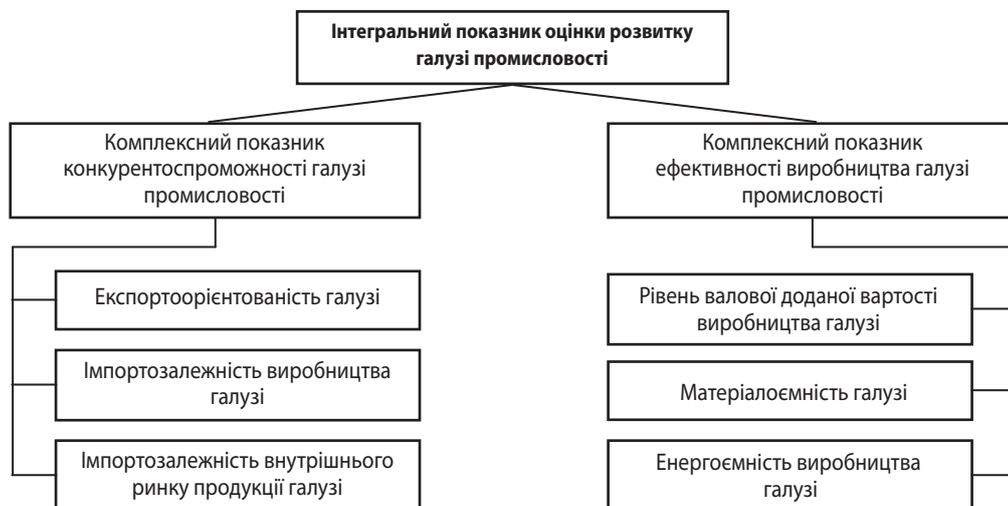 Інтегральний показник оцінки розвитку
галузі промисловості
Комплексний показник
конкурентоспроможності галузі
промисловості
Експортоорієнтованість галузі
Імпортозалежність виробництва
галузі
Імпортозалежність внутрішнього
ринку продукції галузі
Комплексний показник
ефективності виробництва галузі
промисловості
Рівень валової доданої вартості
виробництва галузі
Матеріалоємність галузі
Енергоємність виробництва
галузі